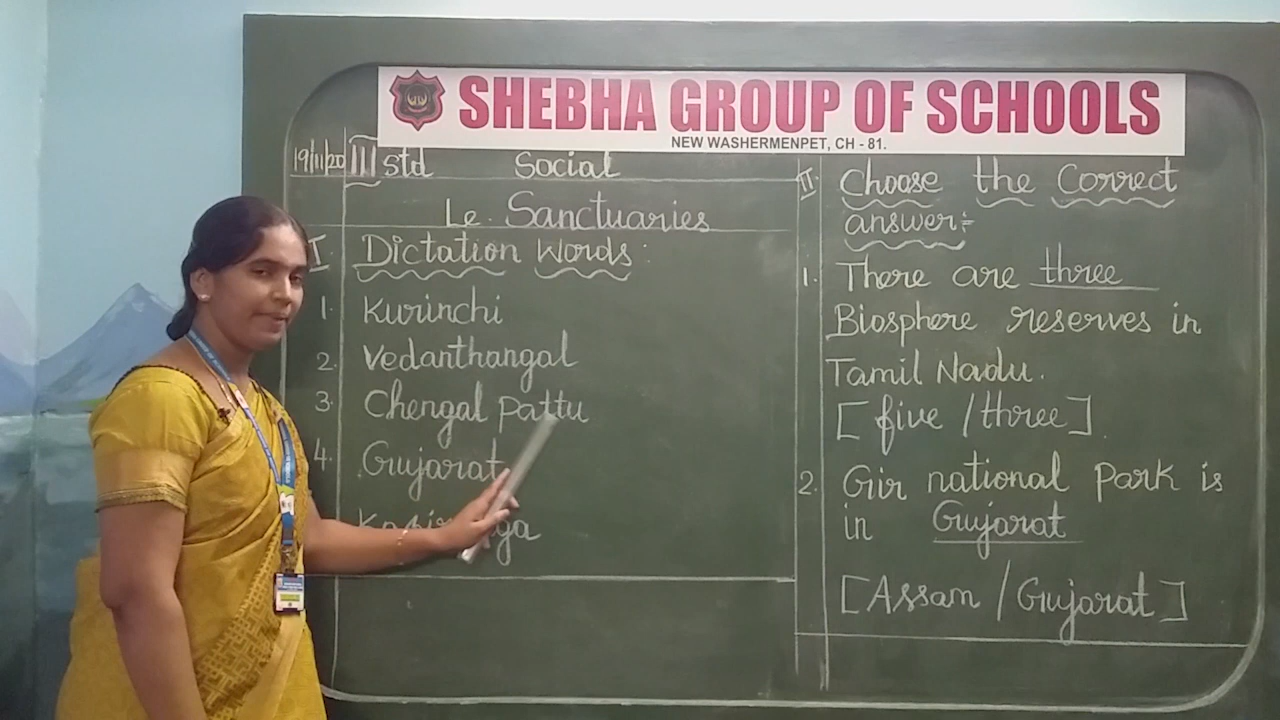 SHEBHA GROUP OF SCHOOLS
NEW WASHERMENPET, CH - 81.
19/11/20 III Std Social
Le. Sanctuaries
I. Dictation Words:
1. Kurinchi
2. Vedanthangal
3. Chengal Pattu
4. Gujarat
II. Choose the Correct
answer:-
1. There are three
Biosphere reserves in
Tamil Nadu.
[five / three]
2. Gir national Park is
in Gujarat
[Assam / Gujarat]